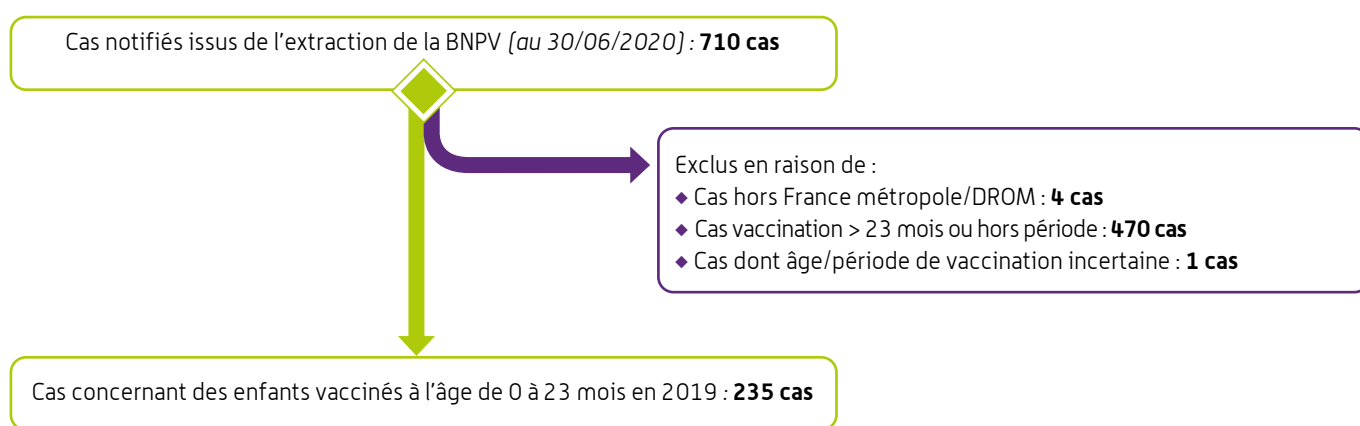 Cas notifiés issus de l'extraction de la BNPV (au 30/06/2020) : 710 cas
Exclus en raison de :
◆ Cas hors France métropole/DROM : 4 cas
◆ Cas vaccination > 23 mois ou hors période : 470 cas
◆ Cas dont âge/période de vaccination incertaine : 1 cas
Cas concernant des enfants vaccinés à l'âge de 0 à 23 mois en 2019 : 235 cas